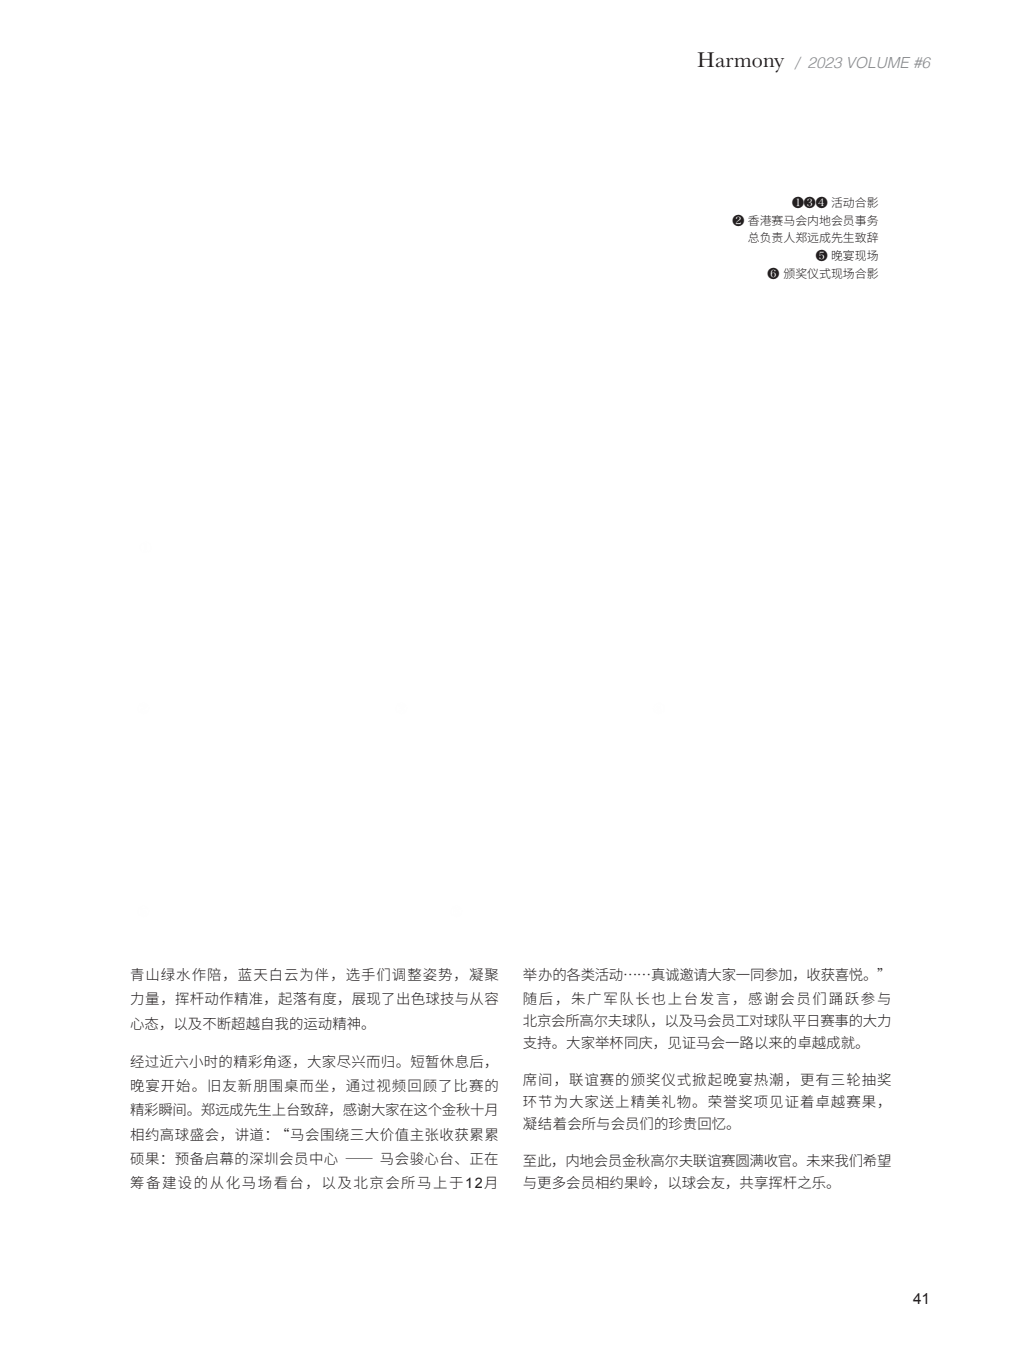 Harmony / 2023 VOLUME #6
❶❸❹ 活动合影
❷ 香港赛马会内地会员事务
总负责人郑远成先生致辞
❺ 晚宴现场
❻ 颁奖仪式现场合影
青山绿水作陪，蓝天白云为伴，选手们调整姿势，凝聚
力量，挥杆动作精准，起落有度，展现了出色球技与从容
心态，以及不断超越自我的运动精神。
经过近六小时的精彩角逐，大家尽兴而归。短暂休息后，
晚宴开始。旧友新朋围桌而坐，通过视频回顾了比赛的
精彩瞬间。郑远成先生上台致辞，感谢大家在这个金秋十月
相约高球盛会，讲道：“马会围绕三大价值主张收获累累
硕果：预备启幕的深圳会员中心 —— 马会骏心台、正在
筹备建设的从化马场看台，以及北京会所马上于12月
举办的各类活动……真诚邀请大家一同参加，收获喜悦。”
随后，朱广军队长也上台发言，感谢会员们踊跃参与
北京会所高尔夫球队，以及马会员工对球队平日赛事的大力
支持。大家举杯同庆，见证马会一路以来的卓越成就。
席间，联谊赛的颁奖仪式掀起晚宴热潮，更有三轮抽奖
环节为大家送上精美礼物。荣誉奖项见证着卓越赛果，
凝结着会所与会员们的珍贵回忆。
至此，内地会员金秋高尔夫联谊赛圆满收官。未来我们希望
与更多会员相约果岭，以球会友，共享挥杆之乐。
41